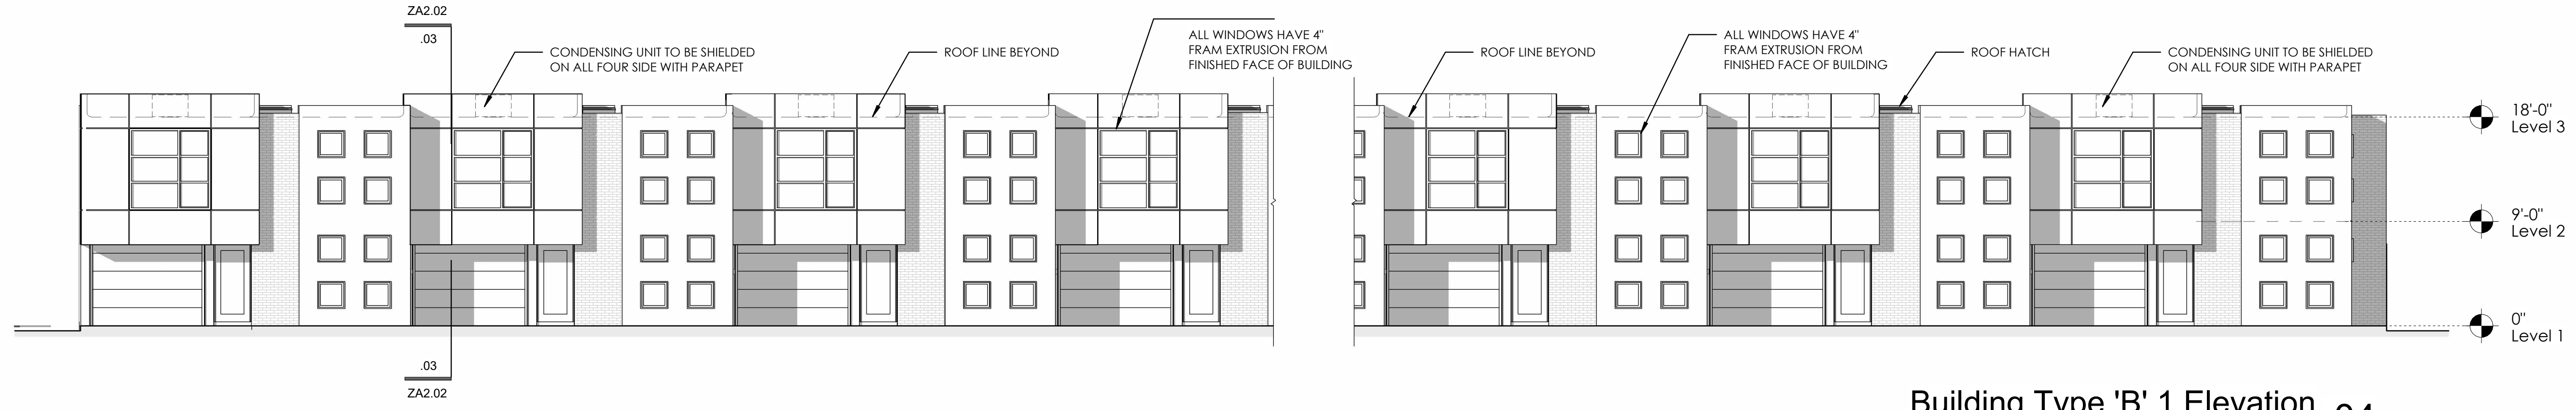 ZA2.02
.03
CONDENSING UNIT TO BE SHIELDED
ON ALL FOUR SIDE WITH PARAPET
ROOF LINE BEYOND
ALL WINDOWS HAVE 4"
FRAM EXTRUSION FROM
FINISHED FACE OF BUILDING
ROOF LINE BEYOND
ALL WINDOWS HAVE 4"
FRAM EXTRUSION FROM
FINISHED FACE OF BUILDING
ROOF HATCH
CONDENSING UNIT TO BE SHIELDED
ON ALL FOUR SIDE WITH PARAPET
18'-0"
Level 3
9'-0"
Level 2
0"
Level 1
.03
ZA2.02
Building Type 'B' 1 Elevation